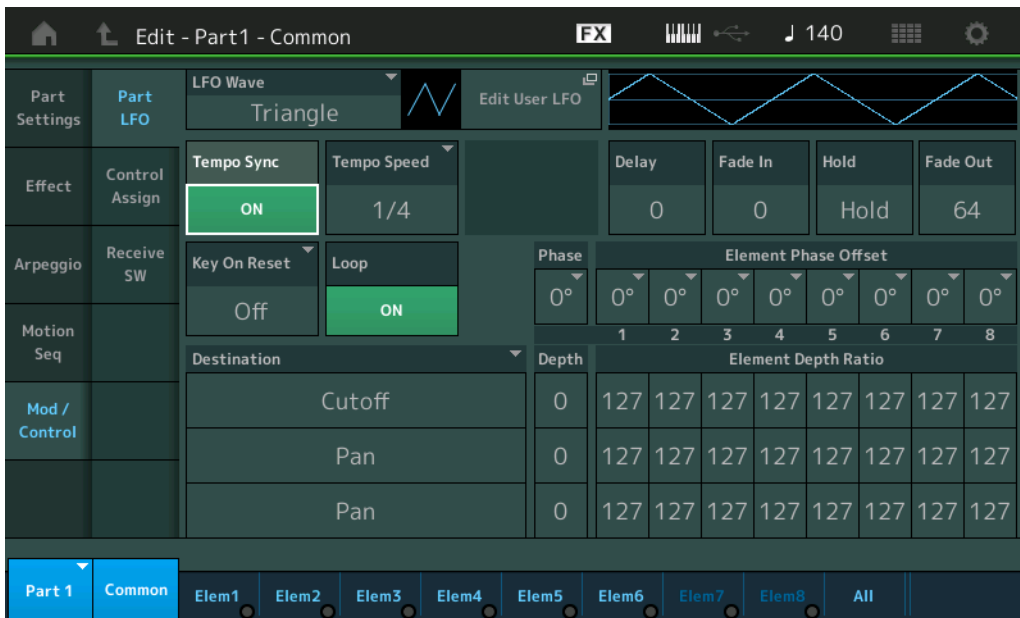 Edit - Part1 - Common
FX
140
Part Settings
Part LFO
LFO Wave
Triangle
Edit User LFO
Effect
Control Assign
Tempo Sync
ON
Tempo Speed
1/4
Delay
0
Fade In
0
Hold
Hold
Fade Out
64
Arpeggio
Receive SW
Key On Reset
Off
Loop
ON
Phase
0°
Element Phase Offset
0° 0° 0° 0° 0° 0° 0° 0°
1 2 3 4 5 6 7 8
Motion Seq
Mod / Control
Destination
Depth
Element Depth Ratio
Cutoff 0 127 127 127 127 127 127 127 127
Pan 0 127 127 127 127 127 127 127 127
Pan 0 127 127 127 127 127 127 127 127
Part 1
Common
Elem1
Elem2
Elem3
Elem4
Elem5
Elem6
Elem7
Elem8
All